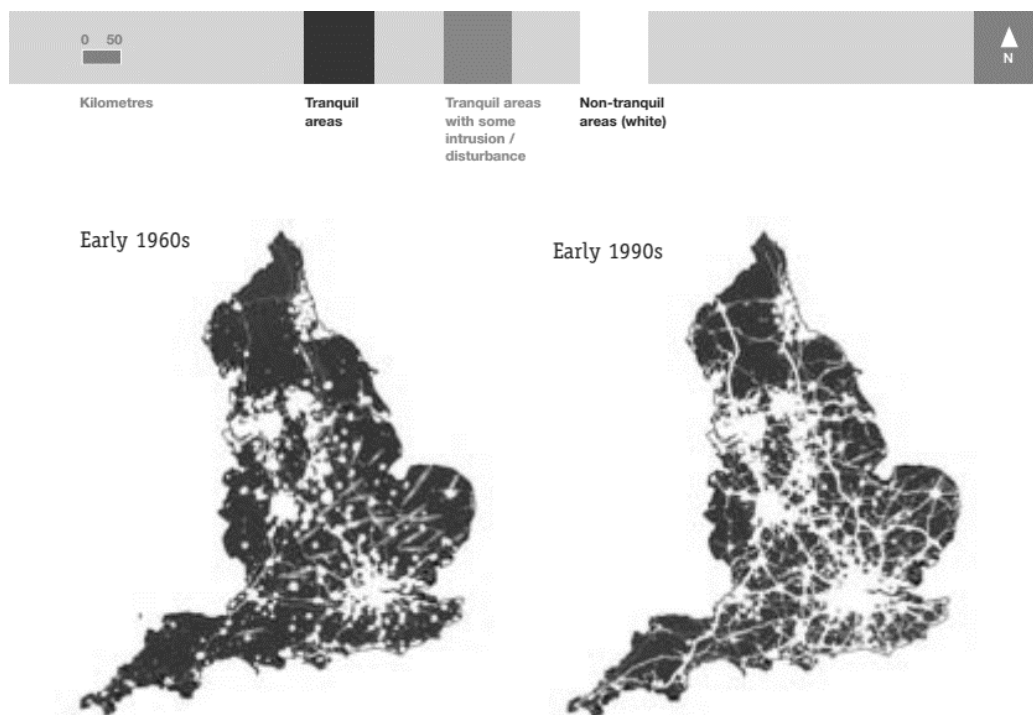 0 50
N
Kilometres
Tranquil
areas
Tranquil areas
with some
intrusion /
disturbance
Non-tranquil
areas (white)
Early 1960s
Early 1990s